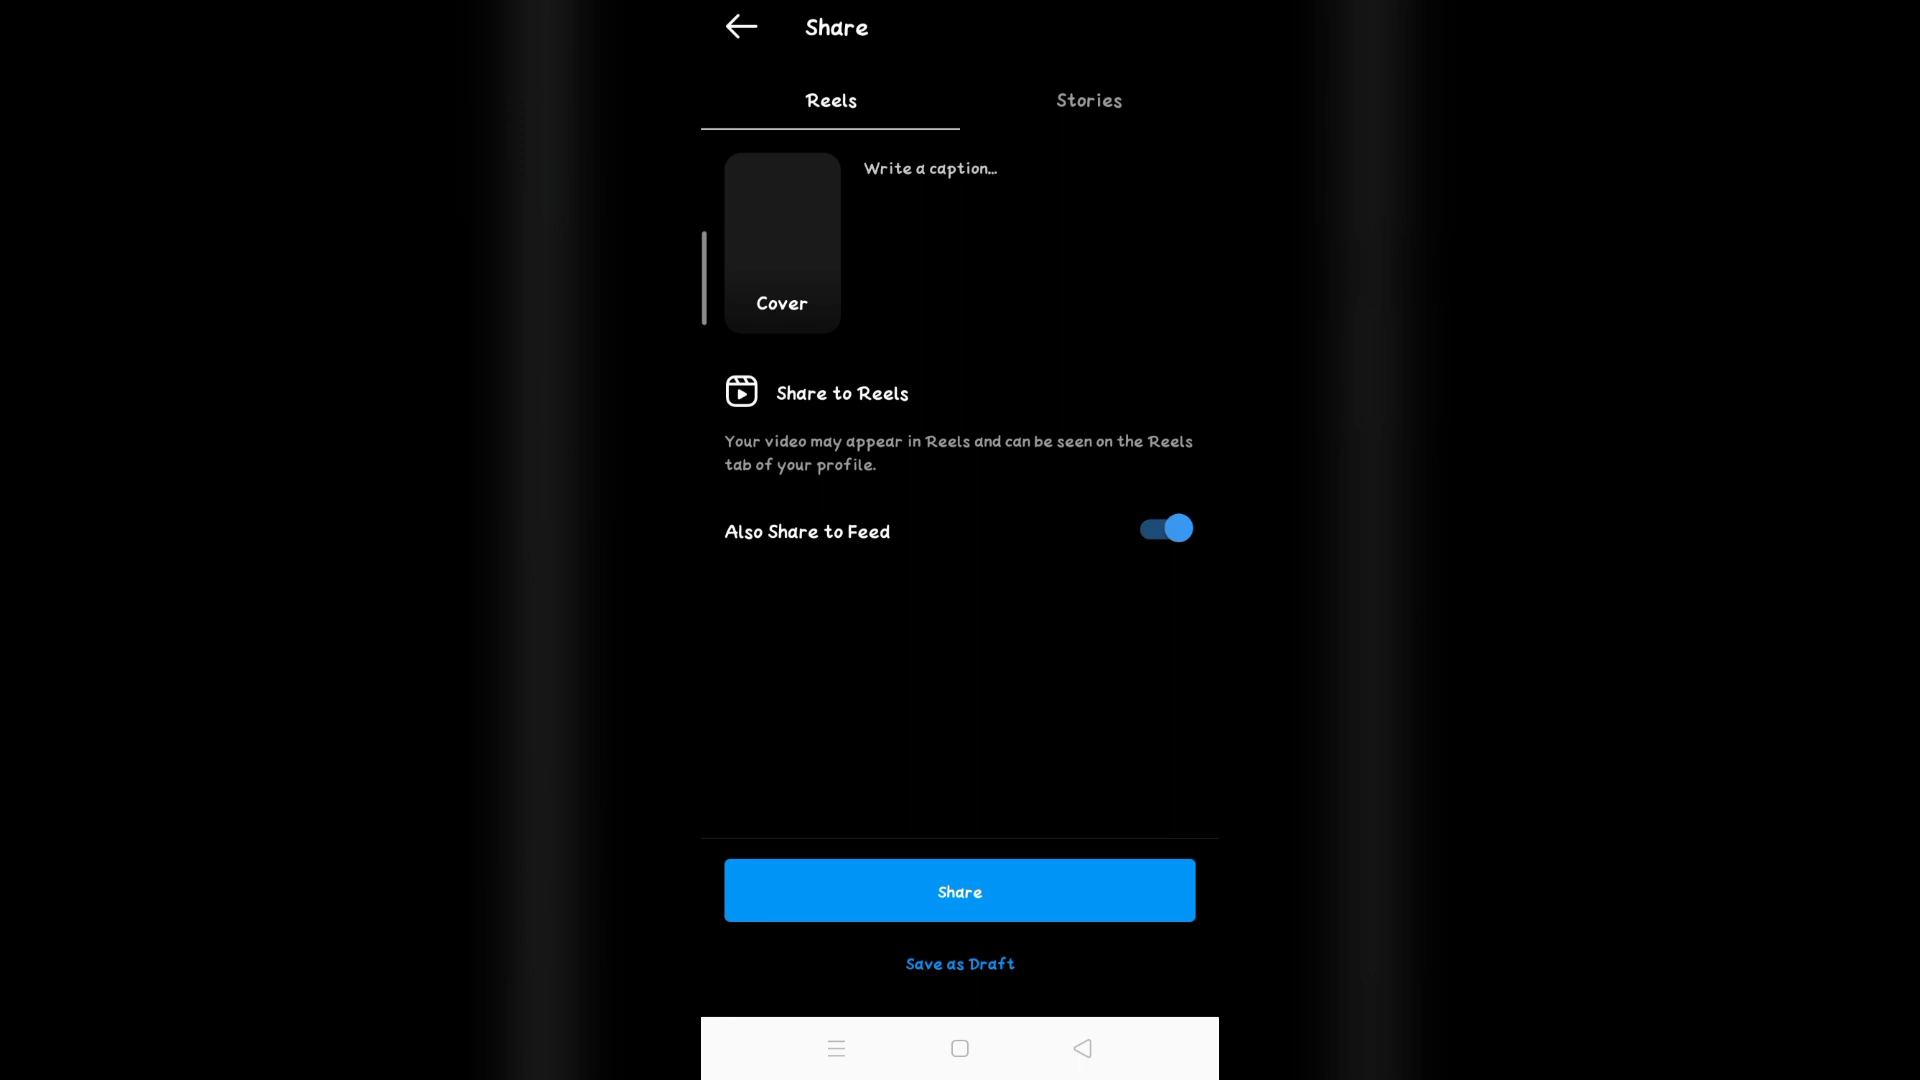 Share
Reels
Stories
Write a caption...
Cover
Share to Reels
Your video may appear in Reels and can be seen on the Reels
tab of your profile.
Also Share to Feed
Share
Save as Draft